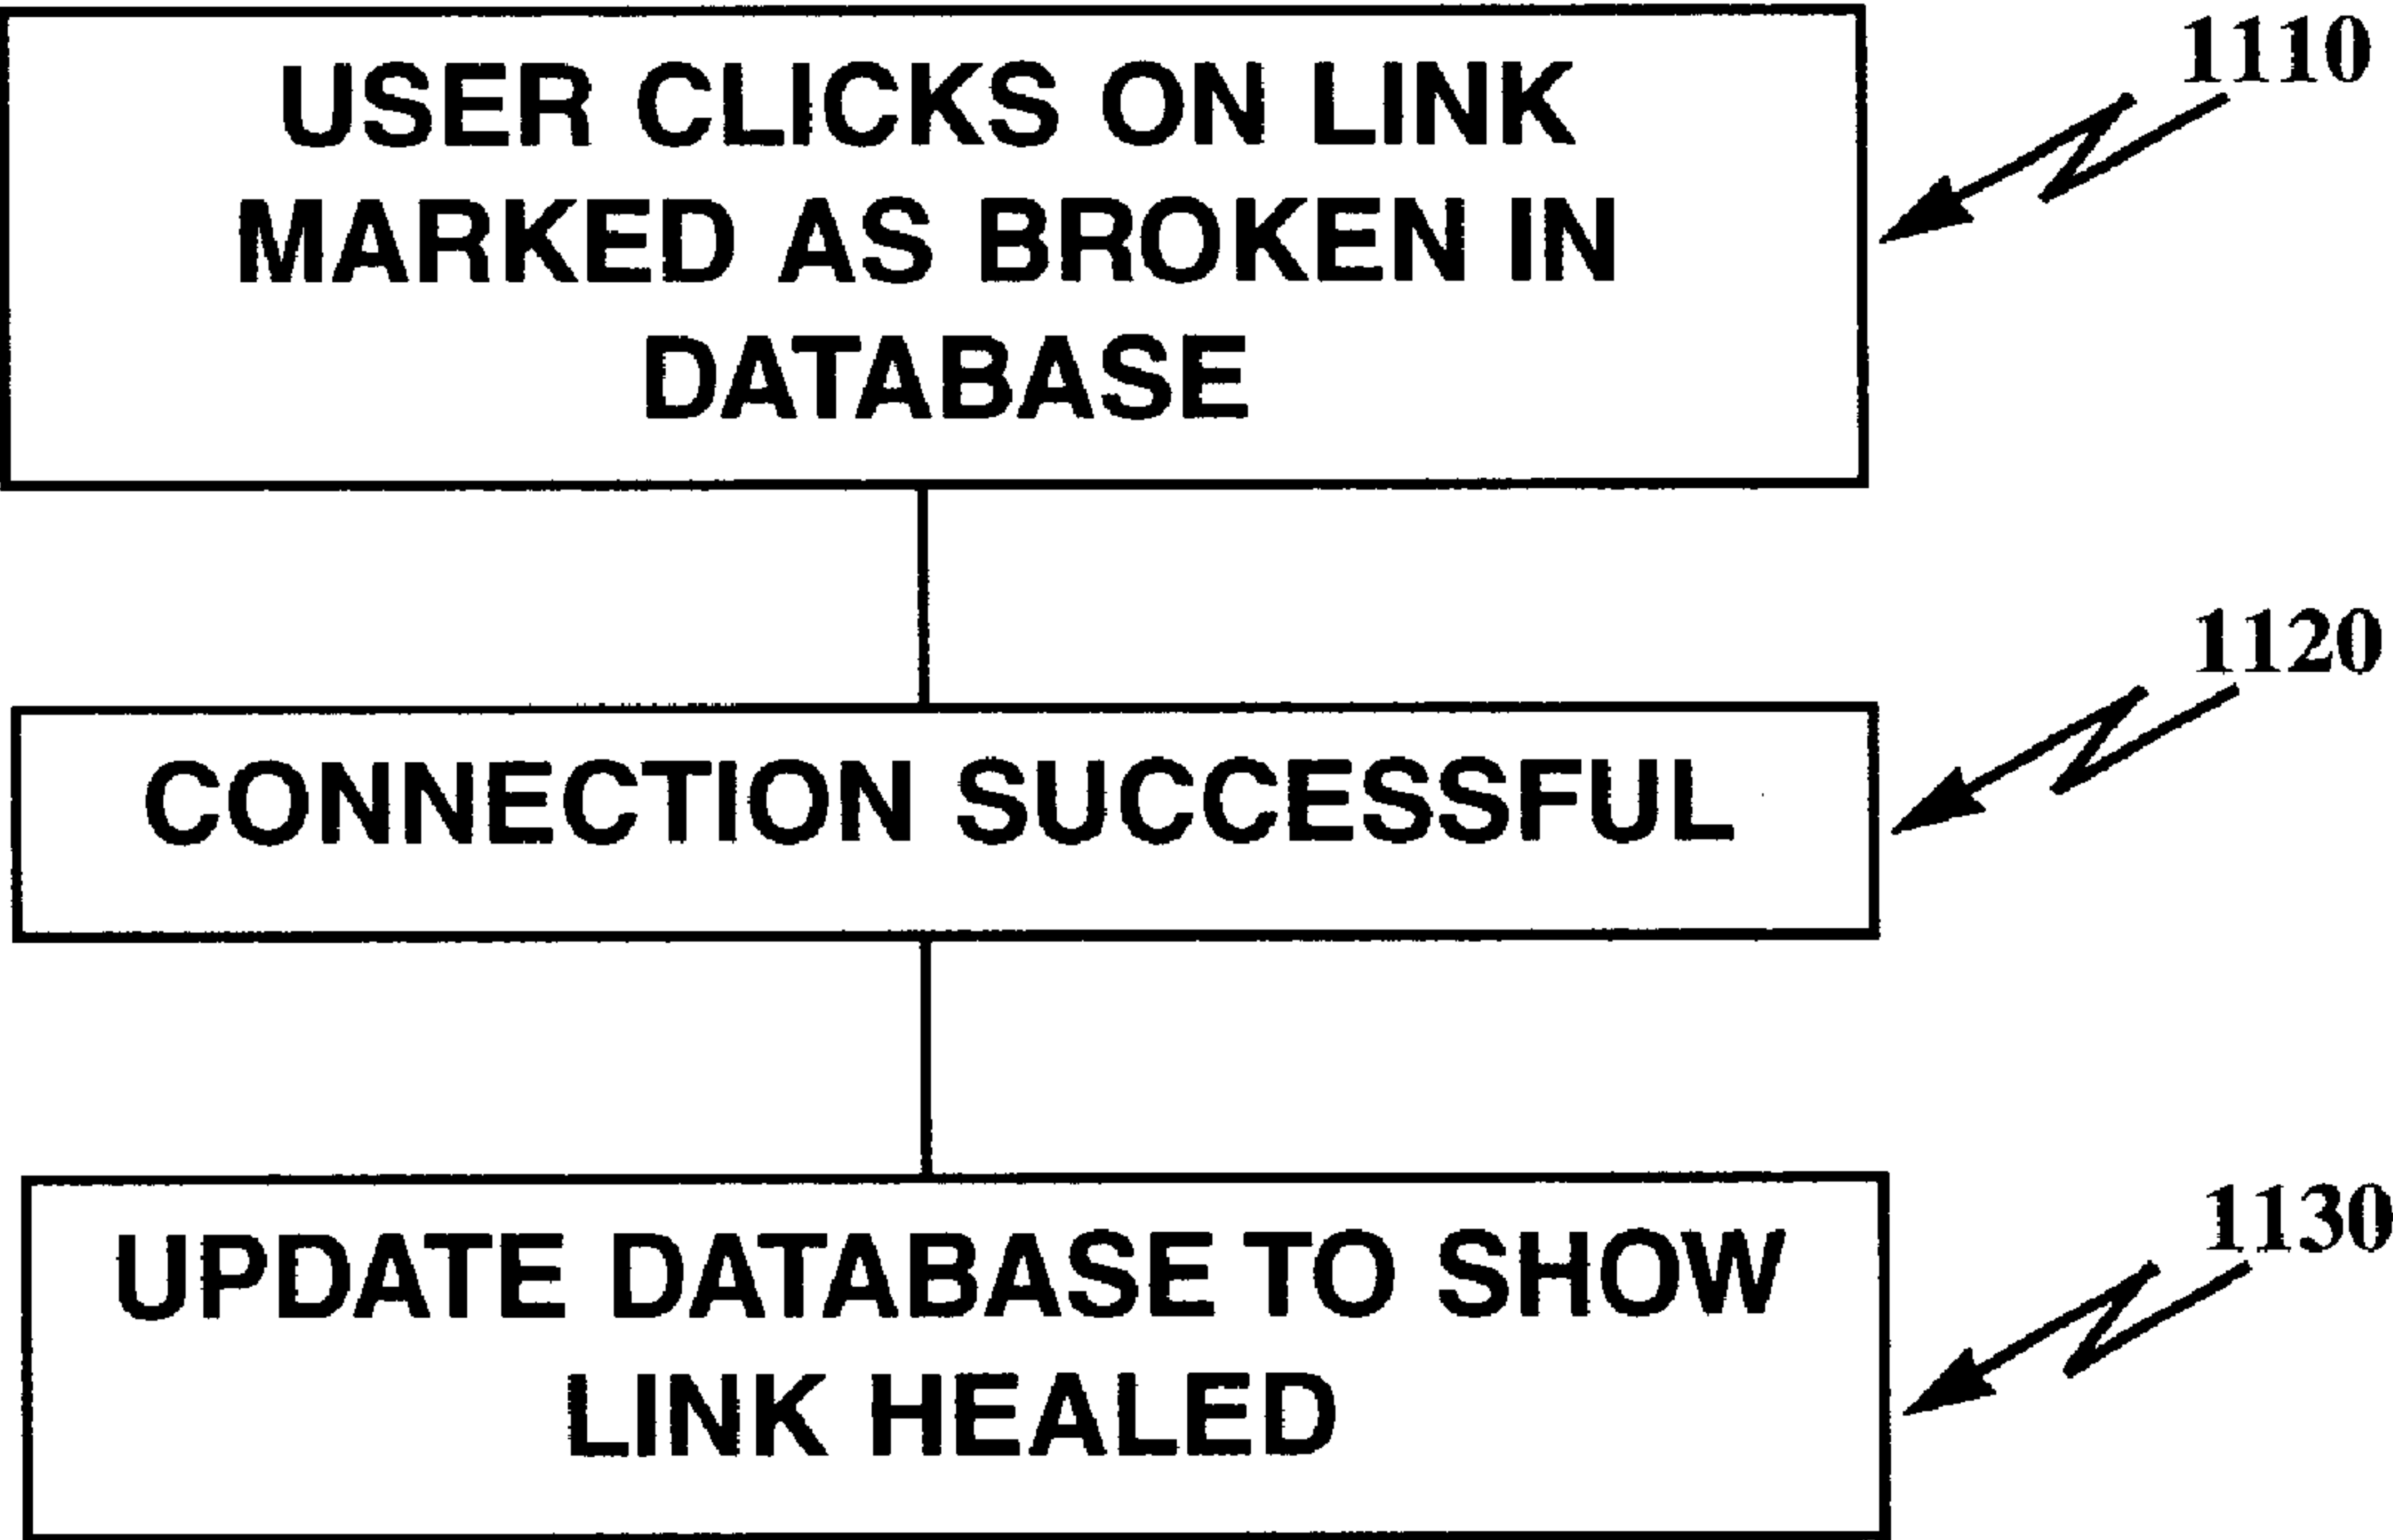 USER CLICKS ON LINK
MARKED AS BROKEN IN
DATABASE
1110
CONNECTION SUCCESSFUL
1120
UPDATE DATABASE TO SHOW
LINK HEALED
1130